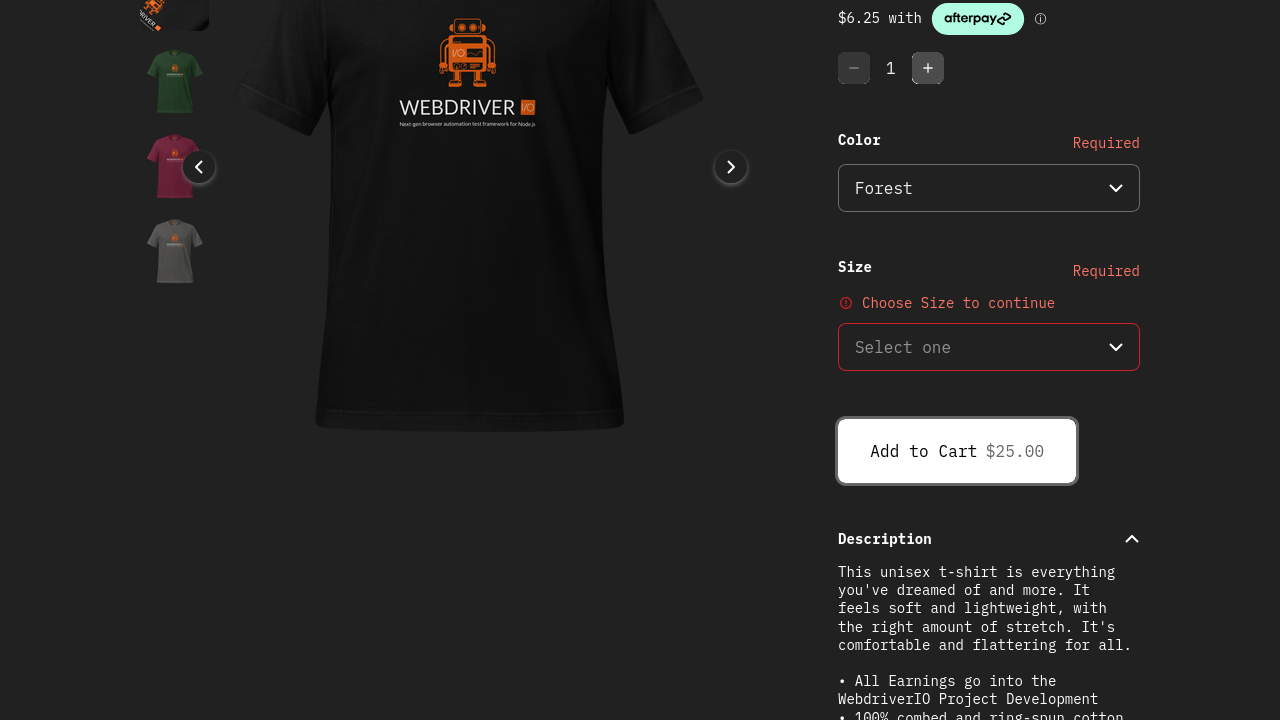 WEBDRIVER I/O
Next-gen browser automation test framework for Node.js
$6.25 with afterpay
1
Color
Required
Forest
Size
Required
Choose Size to continue
Select one
Add to Cart $25.00
Description
This unisex t-shirt is everything
you've dreamed of and more. It
feels soft and lightweight, with
the right amount of stretch. It's
comfortable and flattering for all.
• All Earnings go into the
WebdriverIO Project Development
• 100% combed and ring-spun cotton